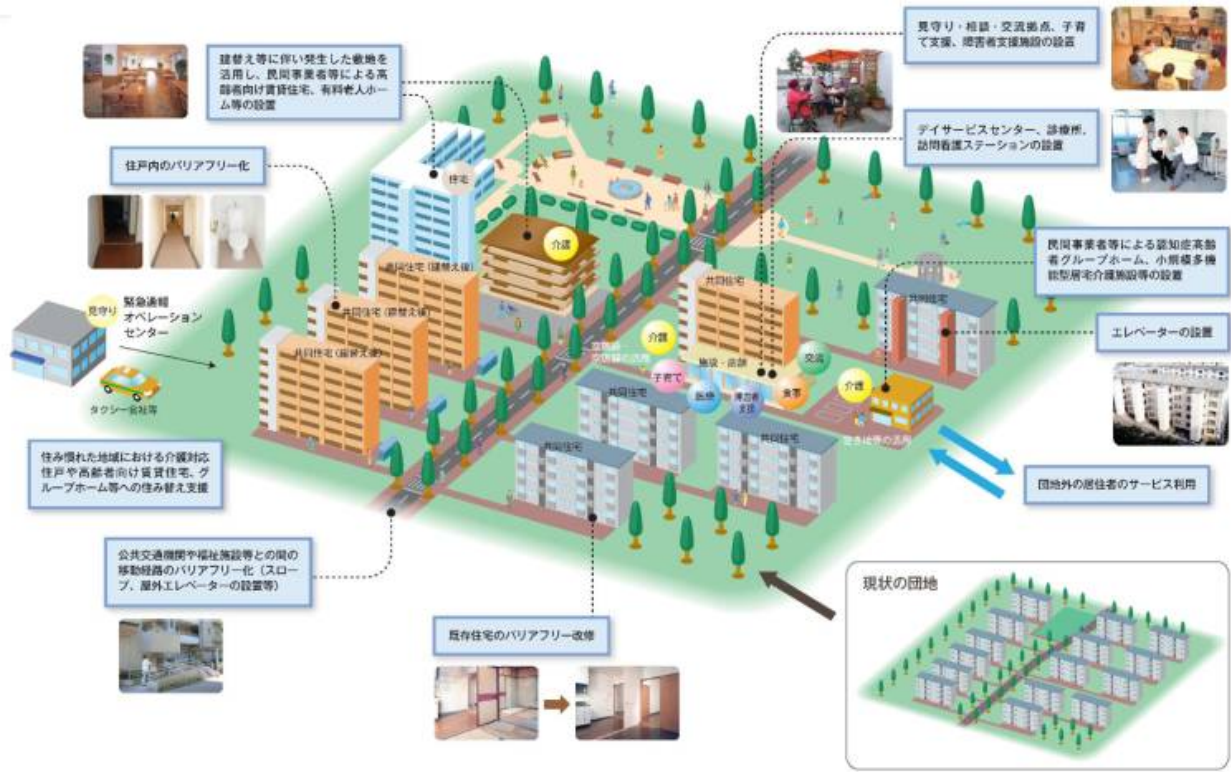 建替え等に伴い発生した敷地を
活用し、民間事業者等による高
齢者向け賃貸住宅、有料老人ホー
ム等の設置
見守り・相談・交流拠点、子育
て支援、障害者支援施設の設置
デイサービスセンター、診療所、
訪問看護ステーションの設置
住戸内のバリアフリー化
住宅
介護
民間事業者等による認知症高齢
者グループホーム、小規模多機
能型居宅介護施設等の設置
共同住宅(建替え後)
共同住宅(建替え後)
共同住宅(建替え後)
共同住宅
共同住宅
見守り
緊急通報
オペレーション
センター
タクシー会社等
エレベーターの設置
介護
施設・店舗
交流
子育て
医療
障害者
支援
食事
介護
共同住宅
共同住宅
共同住宅
空き地等の活用
住み慣れた地域における介護対応
住戸や高齢者向け賃貸住宅、グ
ループホーム等への住み替え支援
団地外の居住者のサービス利用
公共交通機関や福祉施設等との間の
移動経路のバリアフリー化（スロー
プ、屋外エレベーターの設置等）
既存住宅のバリアフリー改修
現状の団地